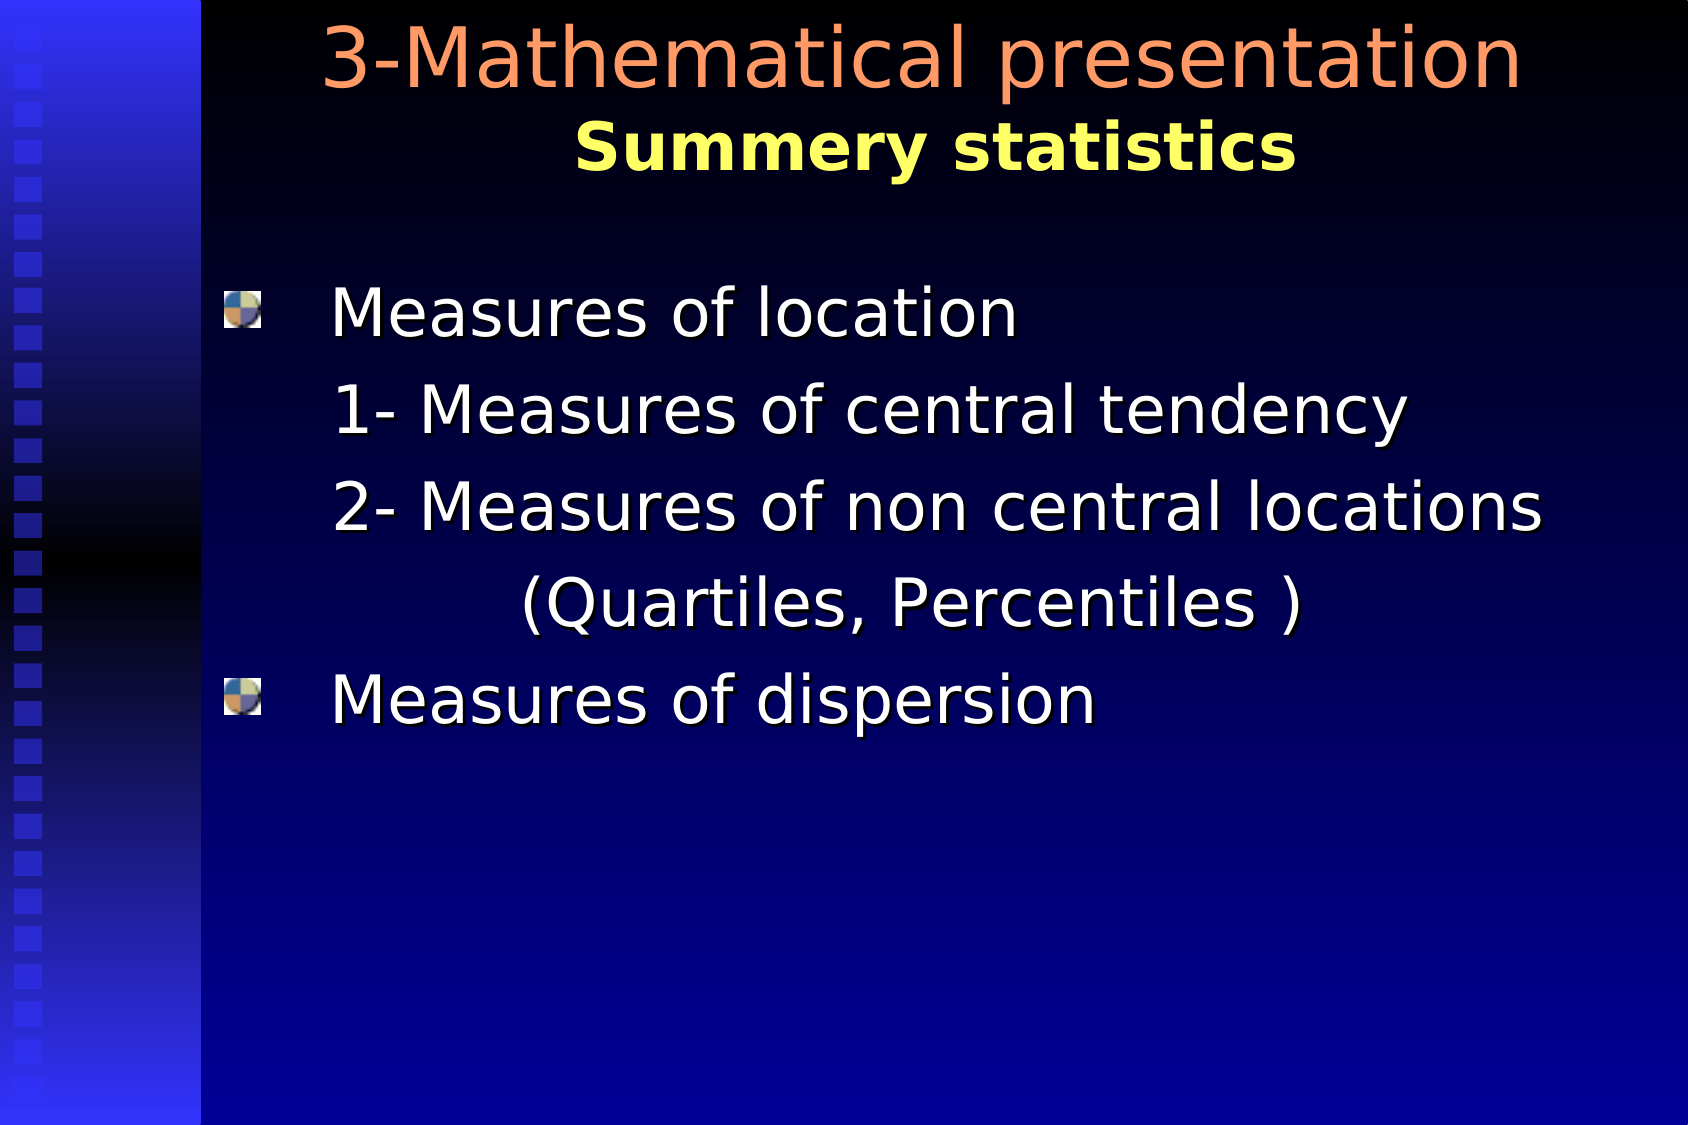 3-Mathematical presentation
Summery statistics
Measures of location
1- Measures of central tendency
2- Measures of non central locations
(Quartiles, Percentiles )
Measures of dispersion